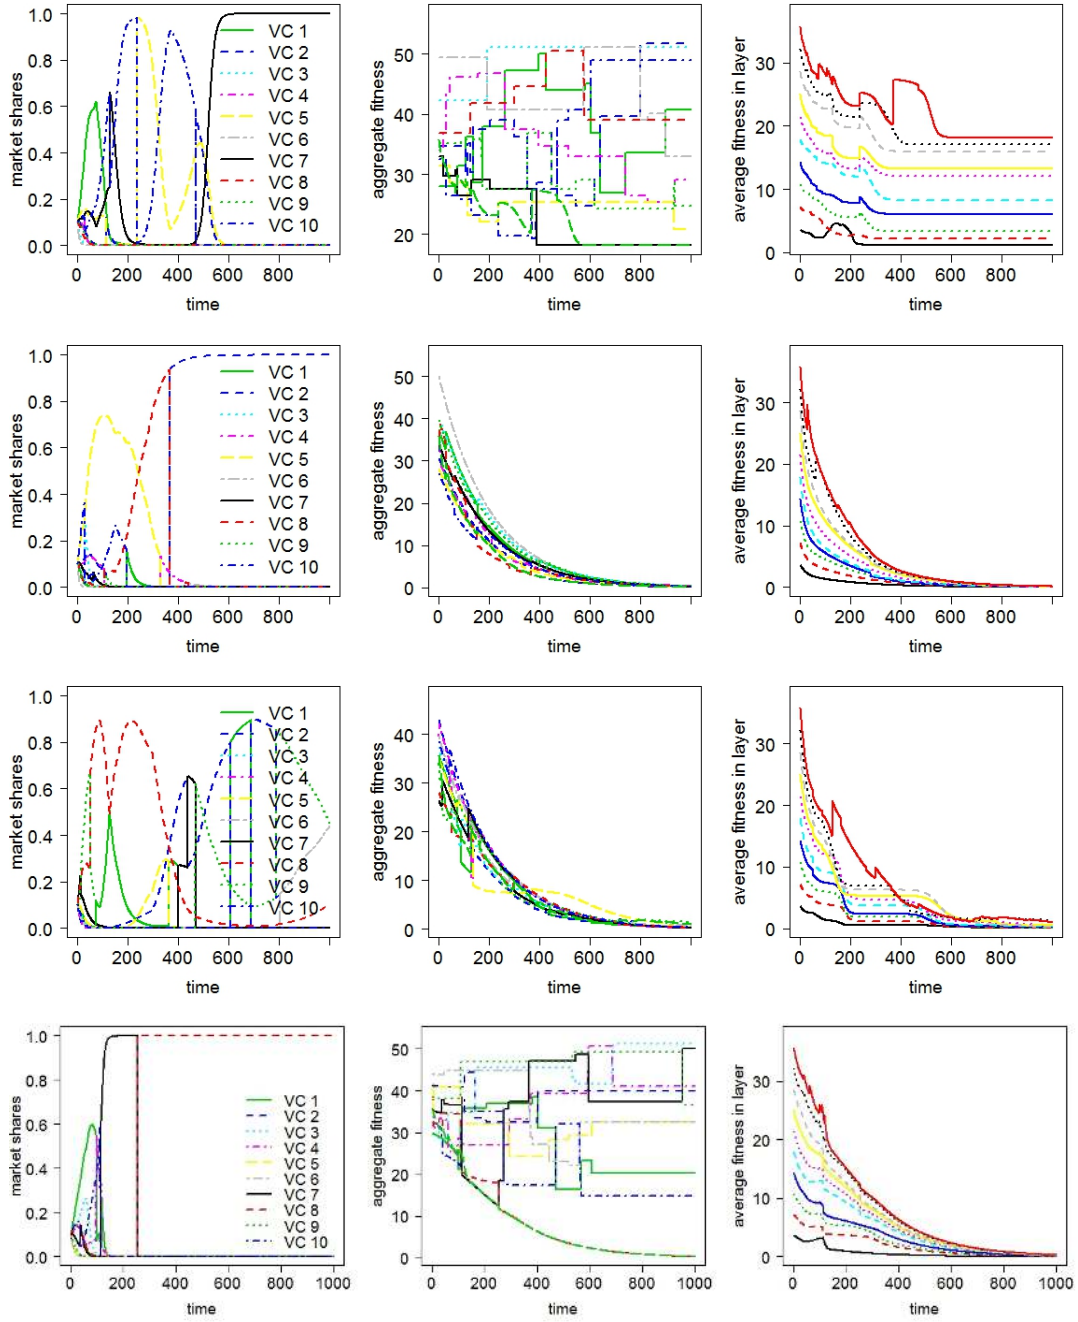 market shares
1.0
0.8
0.6
0.4
0.2
0.0
VC 1
VC 2
VC 3
VC 4
VC 5
VC 6
VC 7
VC 8
VC 9
VC 10
0 200 400 600 800
time
aggregate fitness
50
40
30
20
0 200 400 600 800
time
average fitness in layer
30
20
10
0
0 200 400 600 800
time
market shares
1.0
0.8
0.6
0.4
0.2
0.0
VC 1
VC 2
VC 3
VC 4
VC 5
VC 6
VC 7
VC 8
VC 9
VC 10
0 200 400 600 800
time
aggregate fitness
50
40
30
20
10
0
0 200 400 600 800
time
average fitness in layer
30
20
10
0
0 200 400 600 800
time
market shares
1.0
0.8
0.6
0.4
0.2
0.0
VC 1
VC 2
VC 3
VC 4
VC 5
VC 6
VC 7
VC 8
VC 9
VC 10
0 200 400 600 800
time
aggregate fitness
40
30
20
10
0
0 200 400 600 800
time
average fitness in layer
30
20
10
0
0 200 400 600 800
time
market shares
1.0
0.8
0.6
0.4
0.2
0.0
VC 1
VC 2
VC 3
VC 4
VC 5
VC 6
VC 7
VC 8
VC 9
VC 10
0 200 400 600 800 1000
time
aggregate fitness
50
40
30
20
10
0
0 200 400 600 800 1000
time
average fitness in layer
30
20
10
0
0 200 400 600 800 1000
time